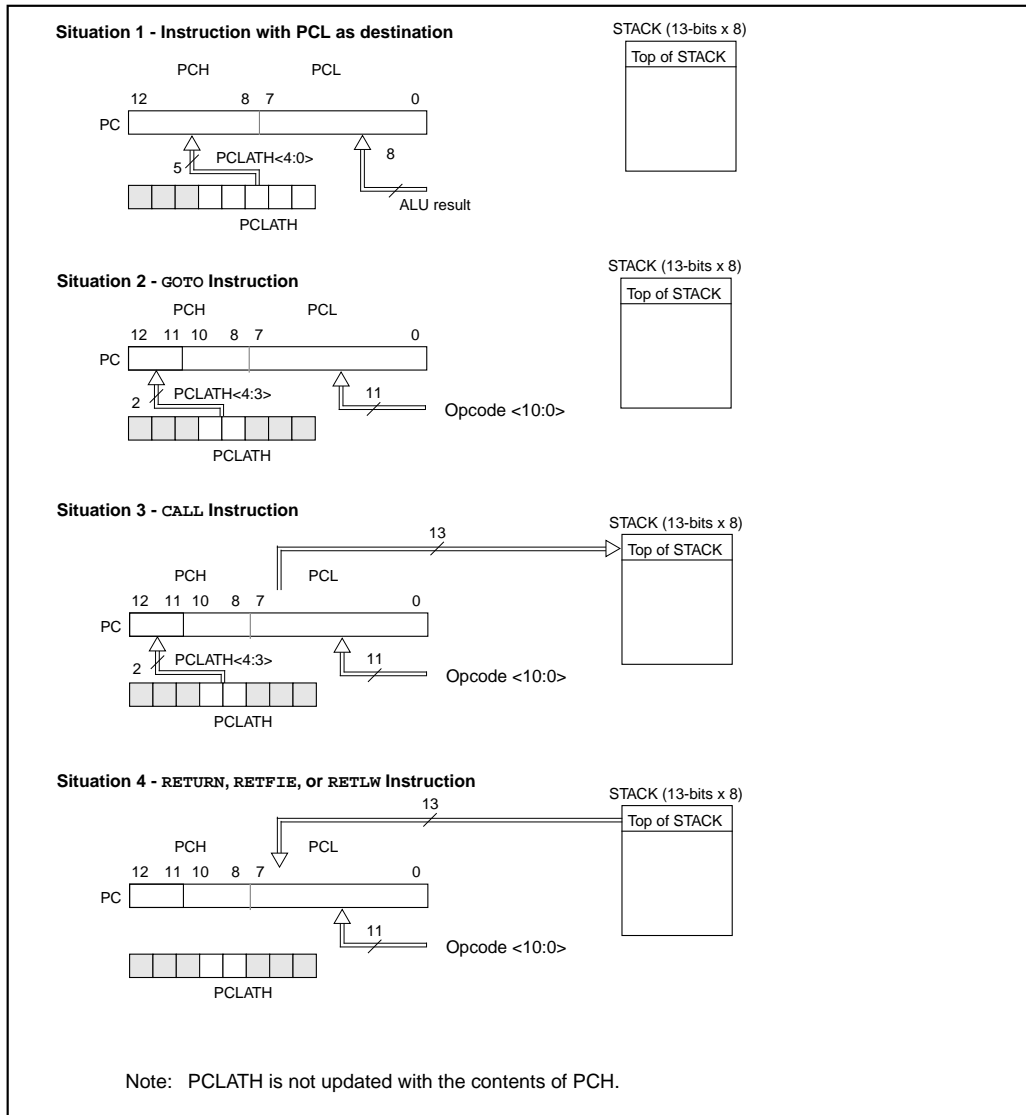 Situation 1 - Instruction with PCL as destination
STACK (13-bits x 8)
Top of STACK
PCH PCL
12 8 7 0
PC
5 PCLATH<4:0> 8
ALU result
PCLATH
Situation 2 - GOTO Instruction
STACK (13-bits x 8)
Top of STACK
PCH PCL
12 11 10 8 7 0
PC
2 PCLATH<4:3> 11
Opcode <10:0>
PCLATH
Situation 3 - CALL Instruction
STACK (13-bits x 8)
13
Top of STACK
PCH PCL
12 11 10 8 7 0
PC
2 PCLATH<4:3> 11
Opcode <10:0>
PCLATH
Situation 4 - RETURN, RETFIE, or RETLW Instruction
STACK (13-bits x 8)
13
Top of STACK
PCH PCL
12 11 10 8 7 0
PC
11
Opcode <10:0>
PCLATH
Note: PCLATH is not updated with the contents of PCH.